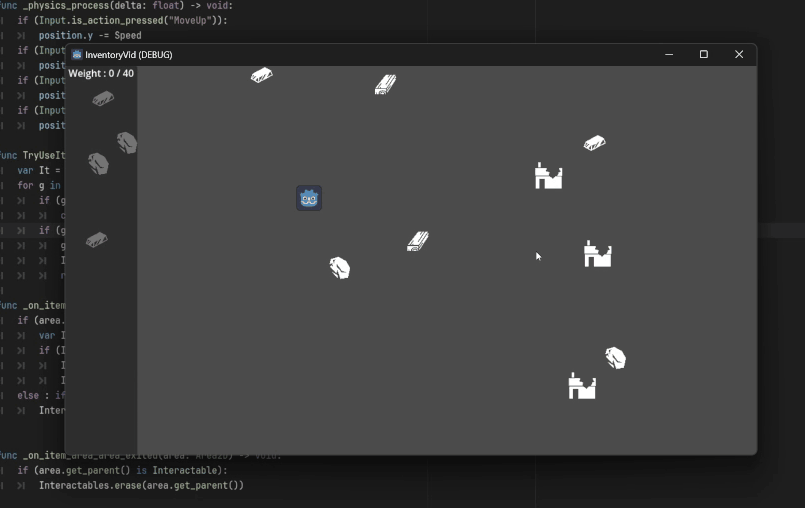 func _physics_process(delta: float) -> void:
if (Input.is_action_pressed("MoveUp")):
position.y -= Speed
if (Input
InventoryVid (DEBUG)
posit
Weight : 0 / 40
if (Input
posit
if (Input
posit
func TryUseIt
var It =
for g in
if (g
c
if (g
g
I
r
func _on_item
if (area.
var I
if (I
I
I
else : if
Inter
func _on_item_area_area_exited(area: Area2D) -> void:
if (area.get_parent() is Interactable):
Interactables.erase(area.get_parent())